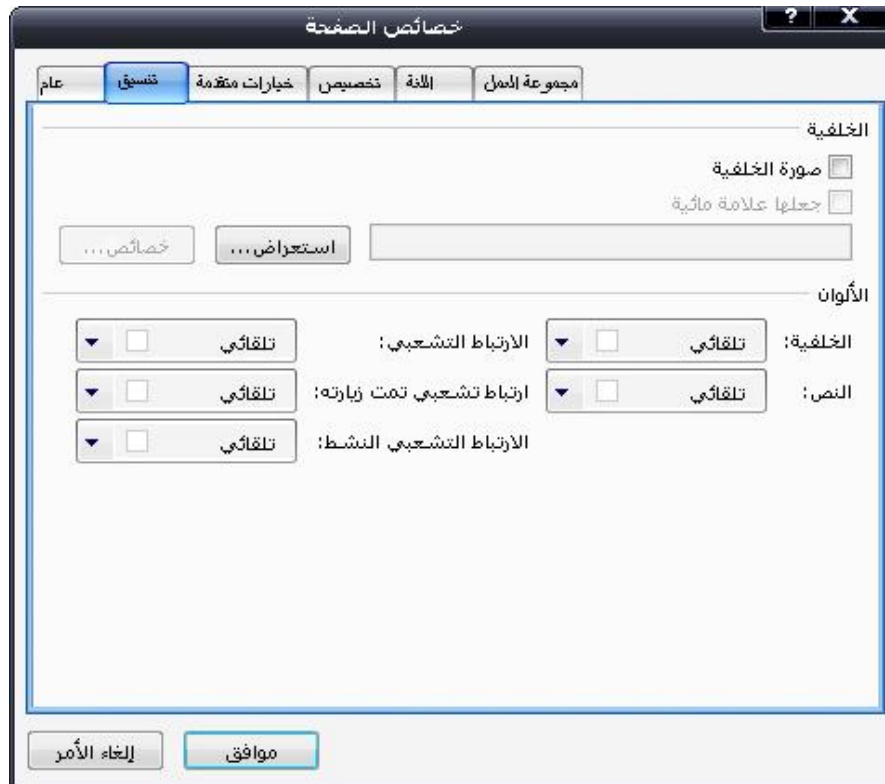 خصائص الصفحة
عام تنسيق خيارات متقدمة تخصيص اللغة مجموعة العمل
الخلفية
صورة الخلفية
جعلها علامة مائية
استعراض... خصائص...
الألوان
الخلفية: تلقائي الارتباط التشعبي: تلقائي
النص: تلقائي ارتباط تشعبي تمت زيارته: تلقائي
الارتباط التشعبي النشط: تلقائي
موافق إلغاء الأمر